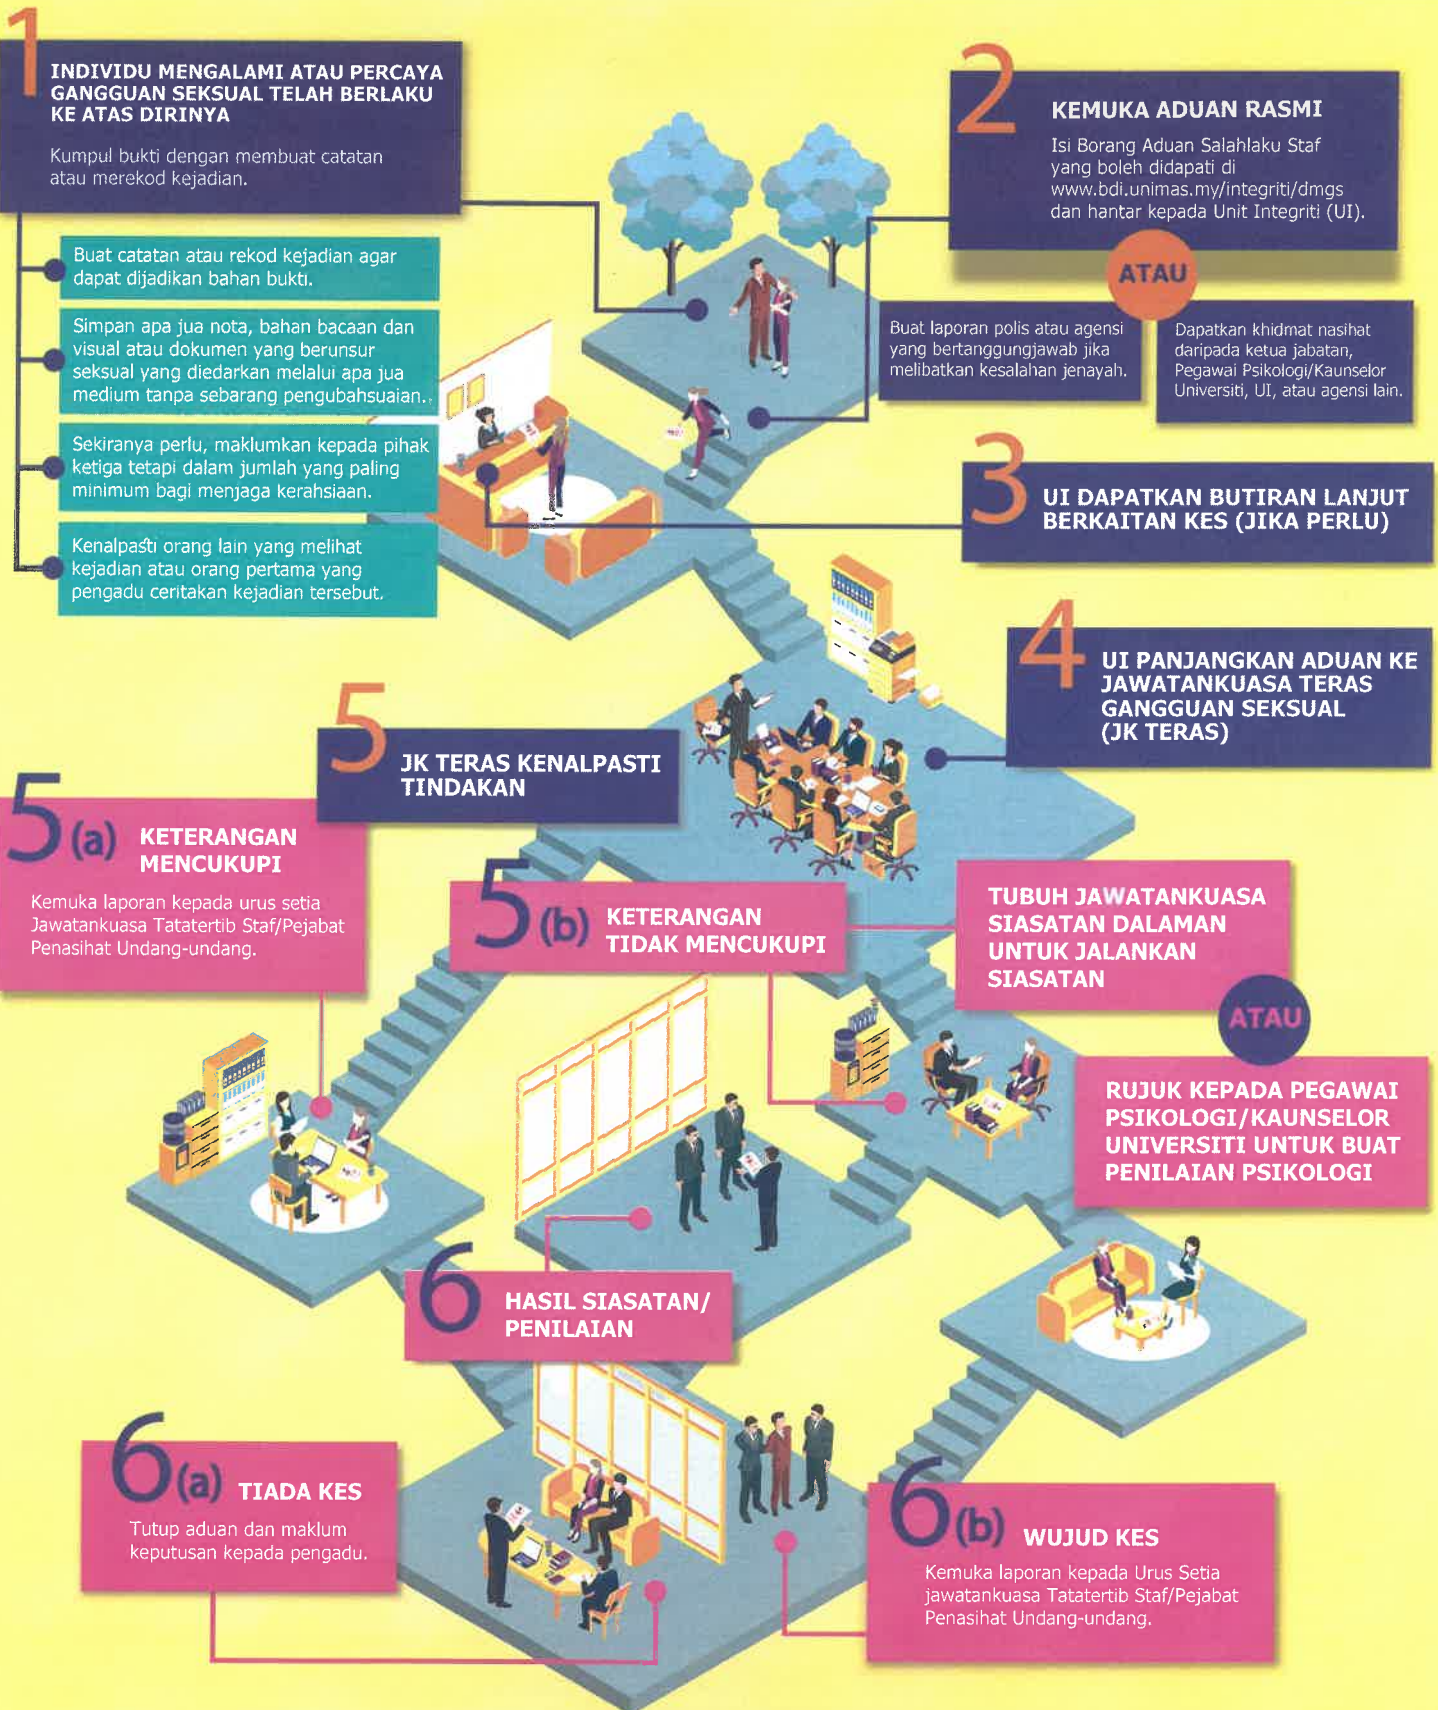 1
INDIVIDU MENGALAMI ATAU PERCAYA
GANGGUAN SEKSUAL TELAH BERLAKU
KE ATAS DIRINYA
Kumpul bukti dengan membuat catatan
atau merekod kejadian.
Buat catatan atau rekod kejadian agar
dapat dijadikan bahan bukti.
Simpan apa jua nota, bahan bacaan dan
visual atau dokumen yang berunsur
seksual yang diedarkan melalui apa jua
medium tanpa sebarang pengubahsuaian.
Sekiranya perlu, maklumkan kepada pihak
ketiga tetapi dalam jumlah yang paling
minimum bagi menjaga kerahsiaan.
Kenalpasti orang lain yang melihat
kejadian atau orang pertama yang
pengadu ceritakan kejadian tersebut.
2
KEMUKA ADUAN RASMI
Isi Borang Aduan Salahlaku Staf
yang boleh didapati di
www.bdi.unimas.my/integriti/dmgs
dan hantar kepada Unit Integriti (UI).
ATAU
Buat laporan polis atau agensi
yang bertanggungjawab jika
melibatkan kesalahan jenayah.
Dapatkan khidmat nasihat
daripada ketua jabatan,
Pegawai Psikologi/Kaunselor
Universiti, UI, atau agensi lain.
3
UI DAPATKAN BUTIRAN LANJUT
BERKAITAN KES (JIKA PERLU)
4
UI PANJANGKAN ADUAN KE
JAWATANKUASA TERAS
GANGGUAN SEKSUAL
(JK TERAS)
5
JK TERAS KENALPASTI
TINDAKAN
5(a)
KETERANGAN
MENCUKUPI
Kemuka laporan kepada urus setia
Jawatankuasa Tatatertib Staf/Pejabat
Penasihat Undang-undang.
5(b)
KETERANGAN
TIDAK MENCUKUPI
TUBUH JAWATANKUASA
SIASATAN DALAMAN
UNTUK JALANKAN
SIASATAN
ATAU
RUJUK KEPADA PEGAWAI
PSIKOLOGI/KAUNSELOR
UNIVERSITI UNTUK BUAT
PENILAIAN PSIKOLOGI
6
HASIL SIASATAN/
PENILAIAN
6(a) TIADA KES
Tutup aduan dan maklum
keputusan kepada pengadu.
6(b) WUJUD KES
Kemuka laporan kepada Urus Setia
jawatankuasa Tatatertib Staf/Pejabat
Penasihat Undang-undang.